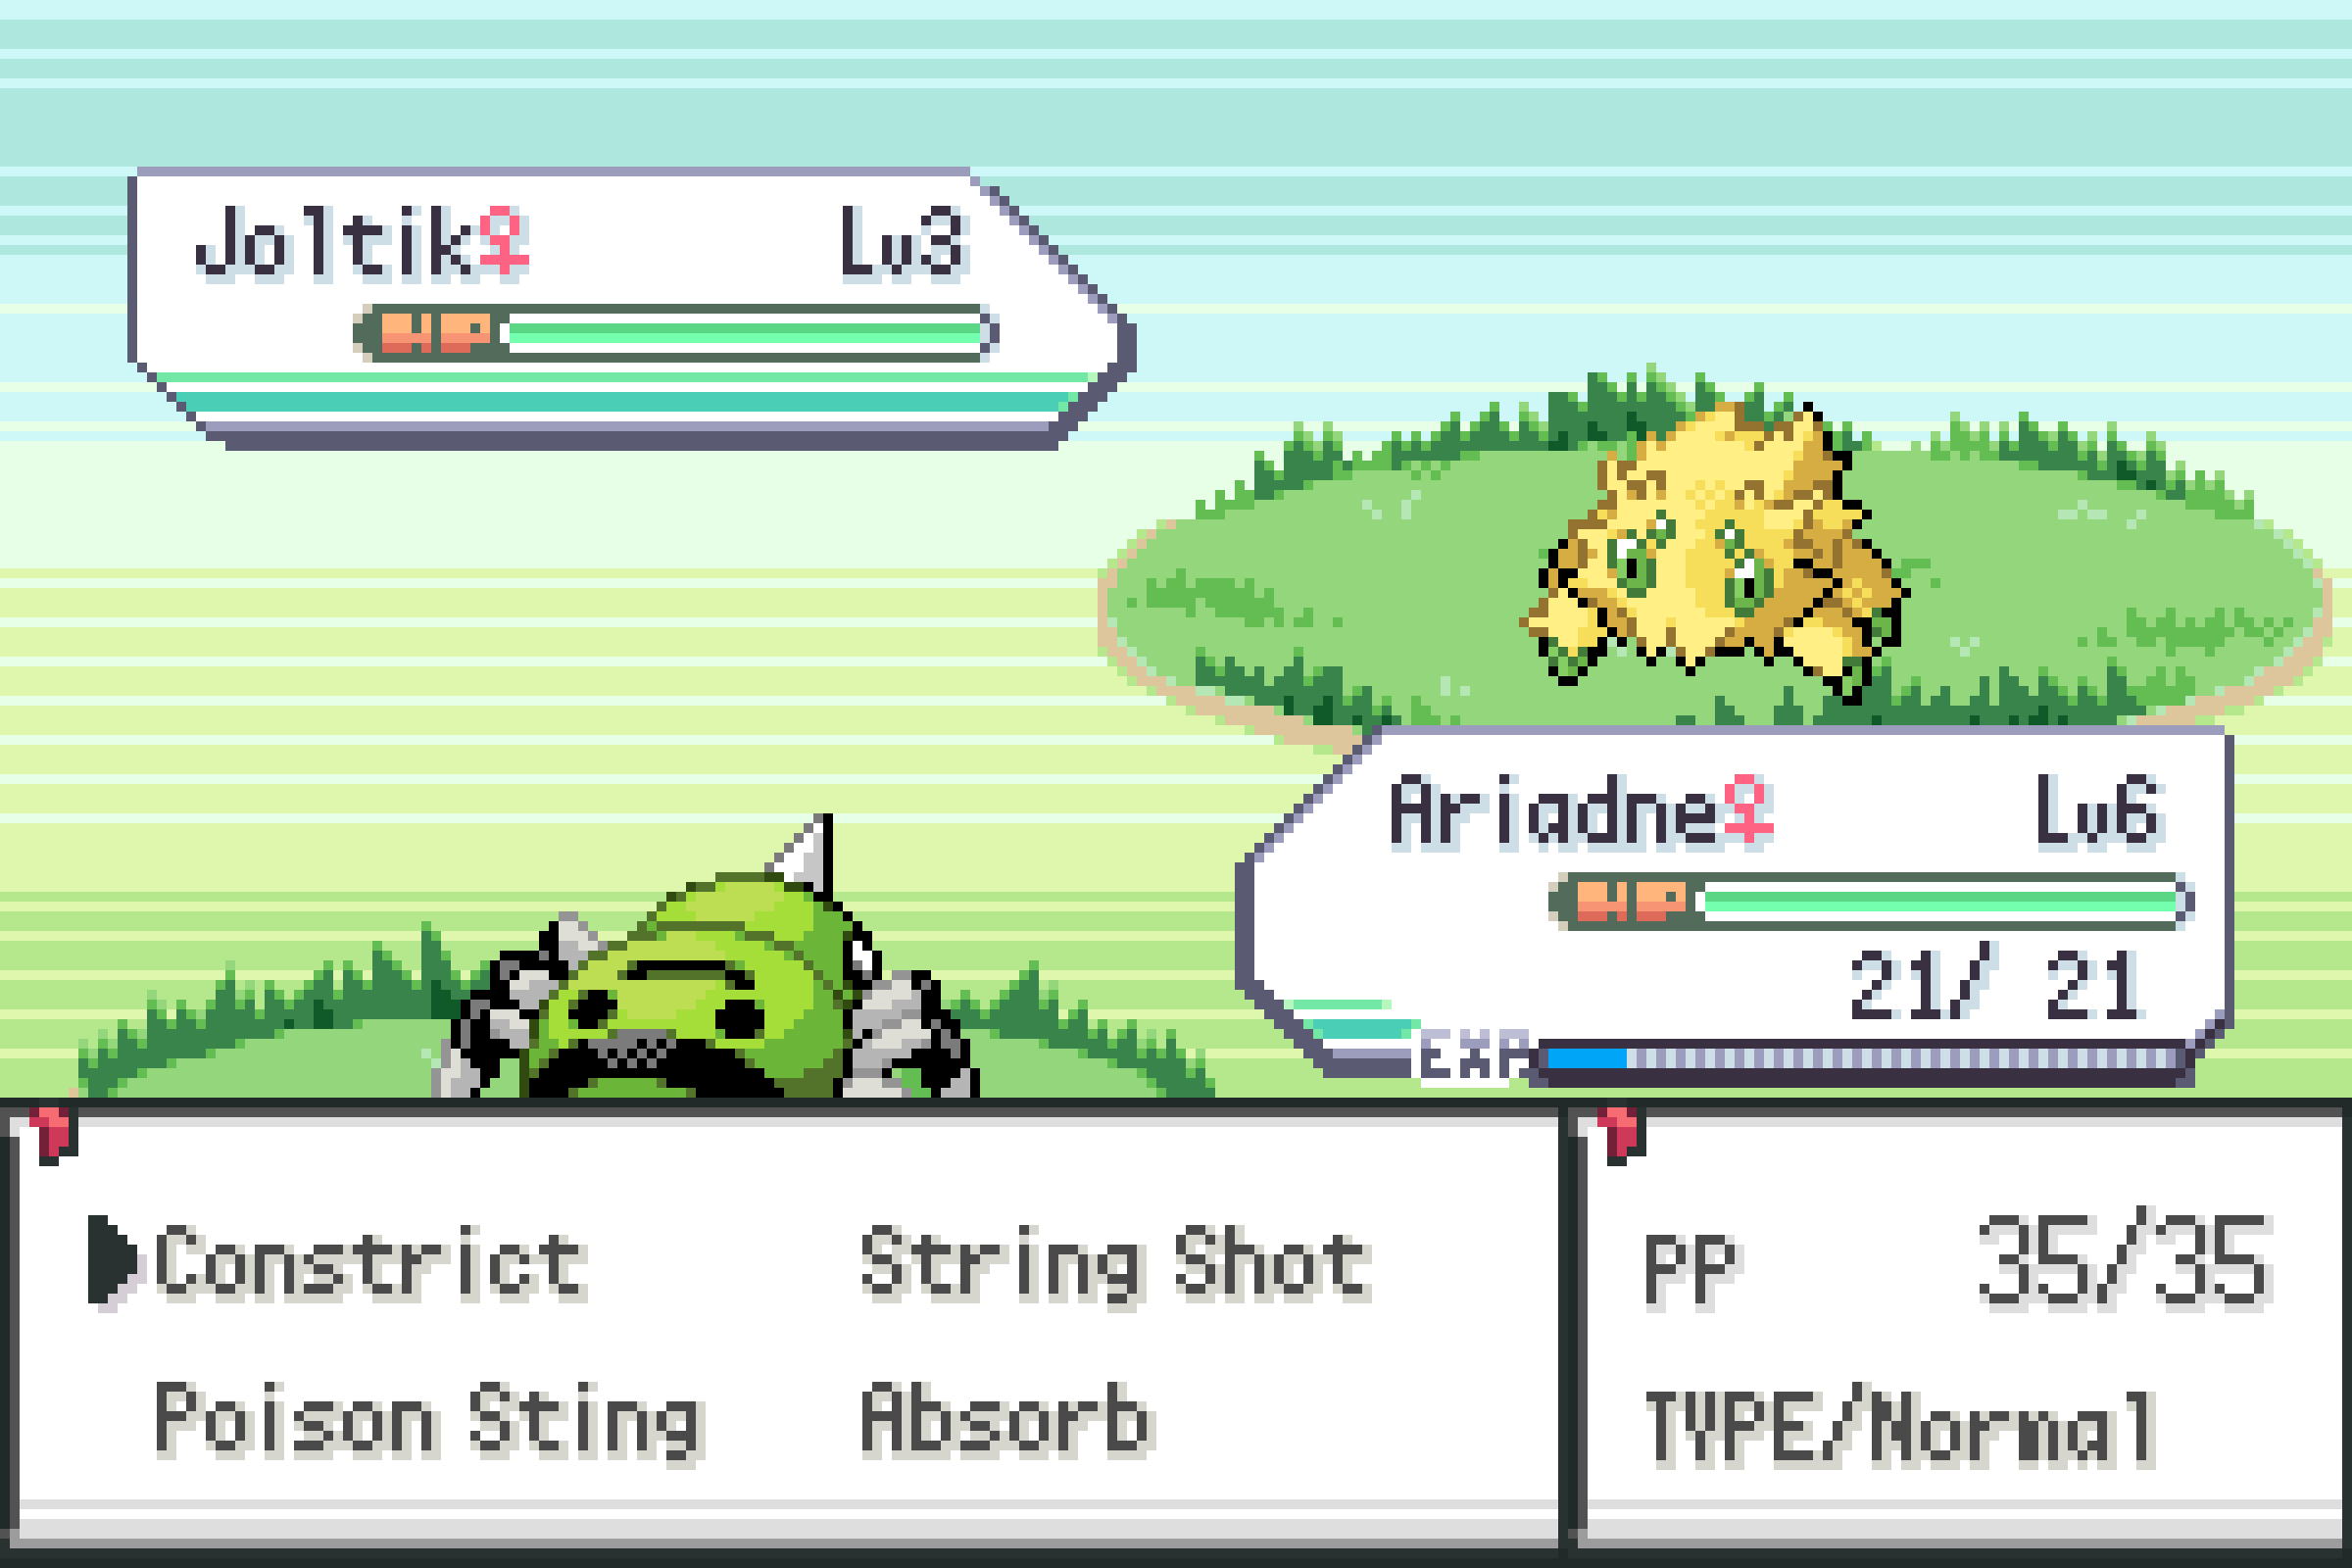 Joltik♀ Lv3
HP
Ariadne♀ Lv6
HP
21/ 21
EXP
Constrict String Shot
Poison Sting Absorb
PP 35/35
TYPE/Normal